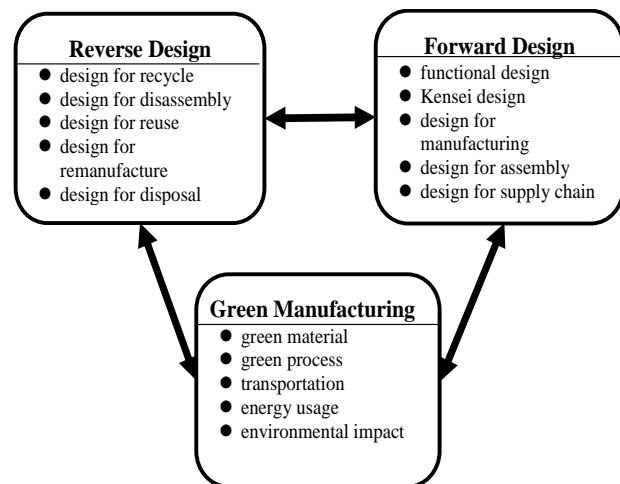 Reverse Design
● design for recycle
● design for disassembly
● design for reuse
● design for
remanufacture
● design for disposal
Forward Design
● functional design
● Kensei design
● design for
manufacturing
● design for assembly
● design for supply chain
Green Manufacturing
● green material
● green process
● transportation
● energy usage
● environmental impact